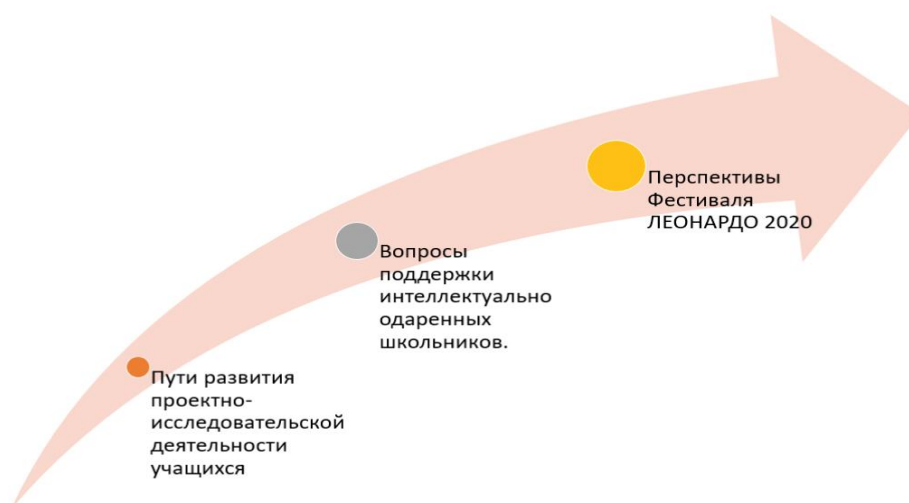 Перспективы
Фестиваля
ЛЕОНАРДО 2020
Вопросы
поддержки
интеллектуально
одаренных
школьников.
Пути развития
проектно-
исследовательской
деятельности
учащихся